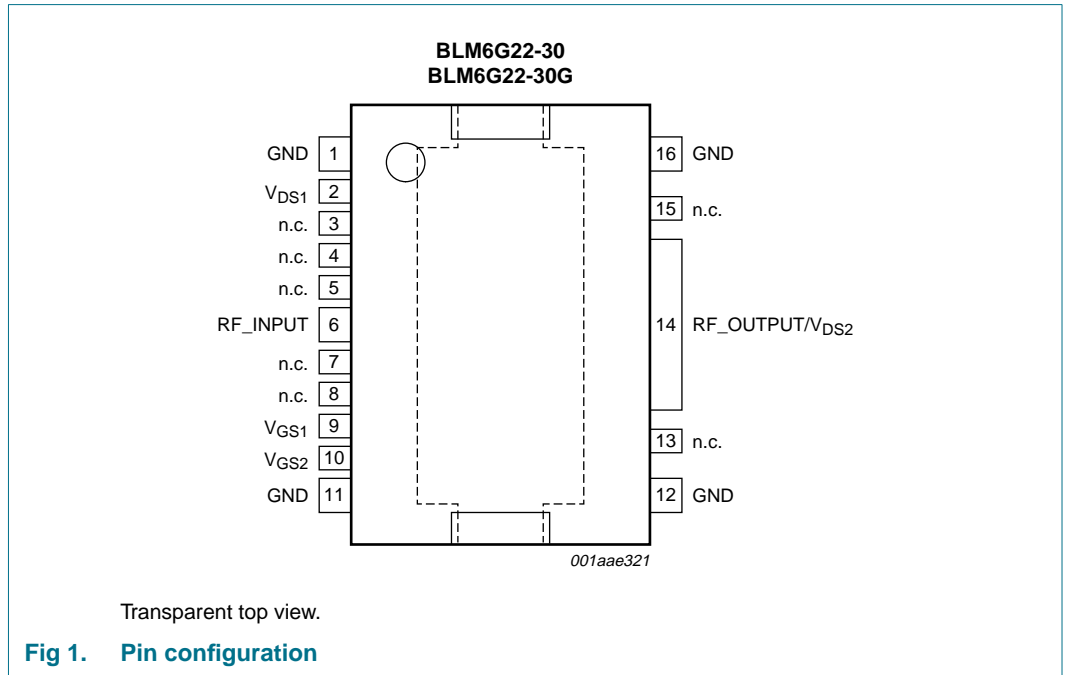 BLM6G22-30
BLM6G22-30G
GND 1
VDS1 2
n.c. 3
n.c. 4
n.c. 5
RF_INPUT 6
n.c. 7
n.c. 8
VGS1 9
VGS2 10
GND 11
16 GND
15 n.c.
14 RF_OUTPUT/VDS2
13 n.c.
12 GND
001aae321
Transparent top view.
Fig 1. Pin configuration